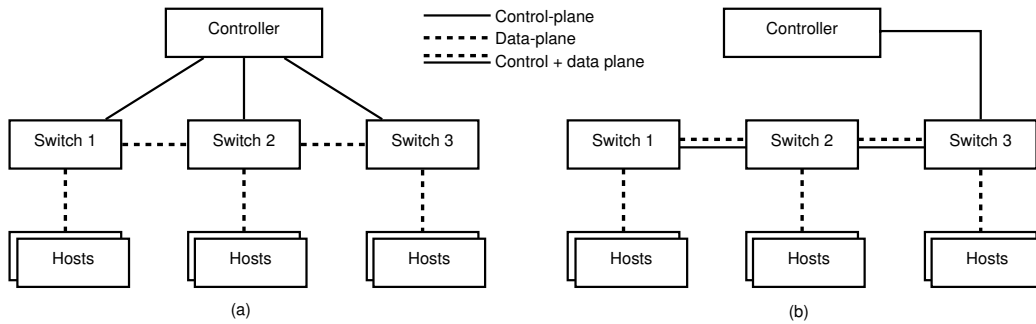 Controller
Control-plane
Data-plane
Control + data plane
Controller
Switch 1
Switch 2
Switch 3
Switch 1
Switch 2
Switch 3
Hosts
Hosts
Hosts
Hosts
Hosts
Hosts
(a)
(b)